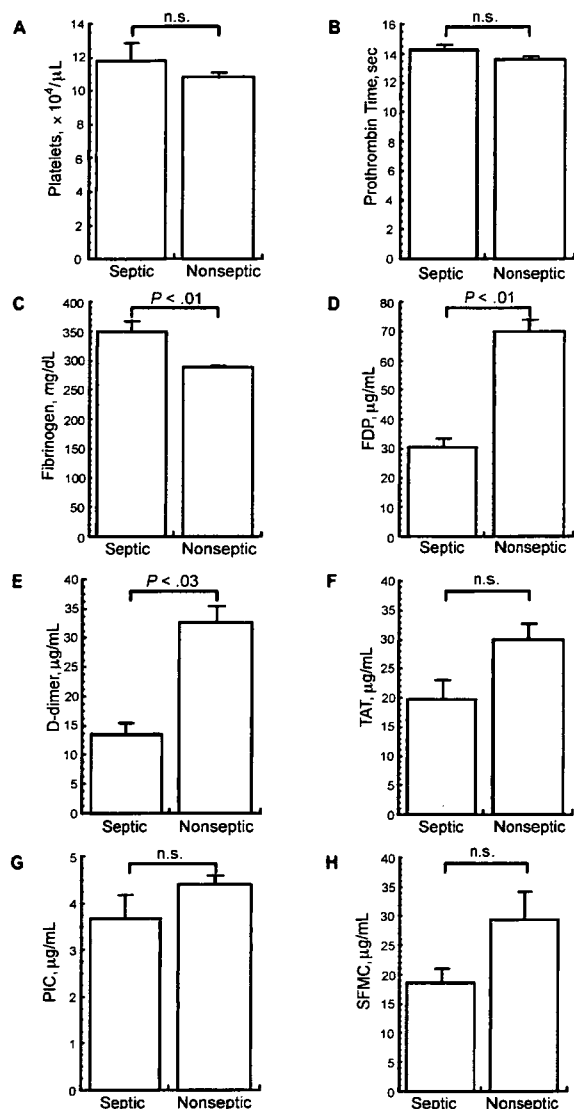 A
n.s.
Platelets, × 10⁴/μL
14
12
10
8
6
4
2
0
Septic
Nonseptic
B
n.s.
Prothrombin Time, sec
16
14
12
10
8
6
4
2
0
Septic
Nonseptic
C
P < .01
Fibrinogen, mg/dL
400
350
300
250
200
150
100
50
0
Septic
Nonseptic
D
P < .01
FDP, μg/mL
80
70
60
50
40
30
20
10
0
Septic
Nonseptic
E
P < .03
D-dimer, μg/mL
40
35
30
25
20
15
10
5
0
Septic
Nonseptic
F
n.s.
TAT, μg/mL
40
35
30
25
20
15
10
5
0
Septic
Nonseptic
G
n.s.
PIC, μg/mL
5
4
3
2
1
0
Septic
Nonseptic
H
n.s.
SFMC, μg/mL
40
35
30
25
20
15
10
5
0
Septic
Nonseptic